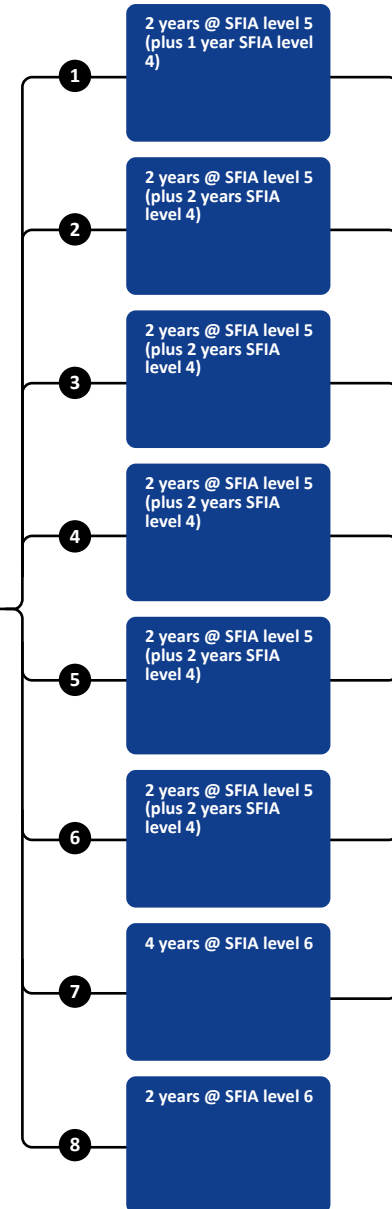 1
2 years @ SFIA level 5
(plus 1 year SFIA level
4)
2
2 years @ SFIA level 5
(plus 2 years SFIA
level 4)
3
2 years @ SFIA level 5
(plus 2 years SFIA
level 4)
4
2 years @ SFIA level 5
(plus 2 years SFIA
level 4)
5
2 years @ SFIA level 5
(plus 2 years SFIA
level 4)
6
2 years @ SFIA level 5
(plus 2 years SFIA
level 4)
7
4 years @ SFIA level 6
8
2 years @ SFIA level 6